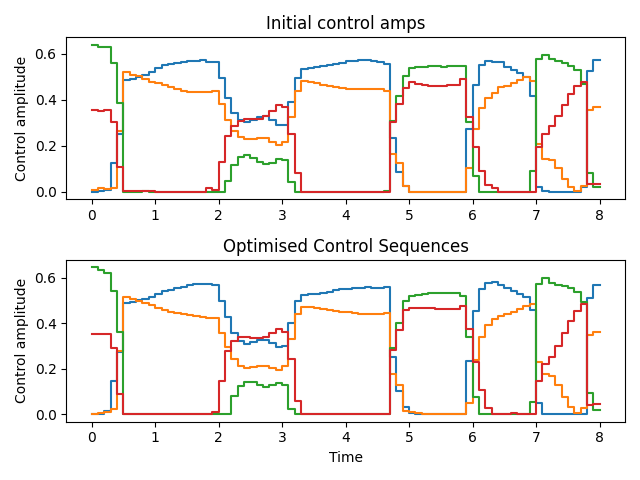 Initial control amps
Control amplitude
0.6
0.4
0.2
0.0
0 1 2 3 4 5 6 7 8
Optimised Control Sequences
Control amplitude
0.6
0.4
0.2
0.0
0 1 2 3 4 5 6 7 8
Time